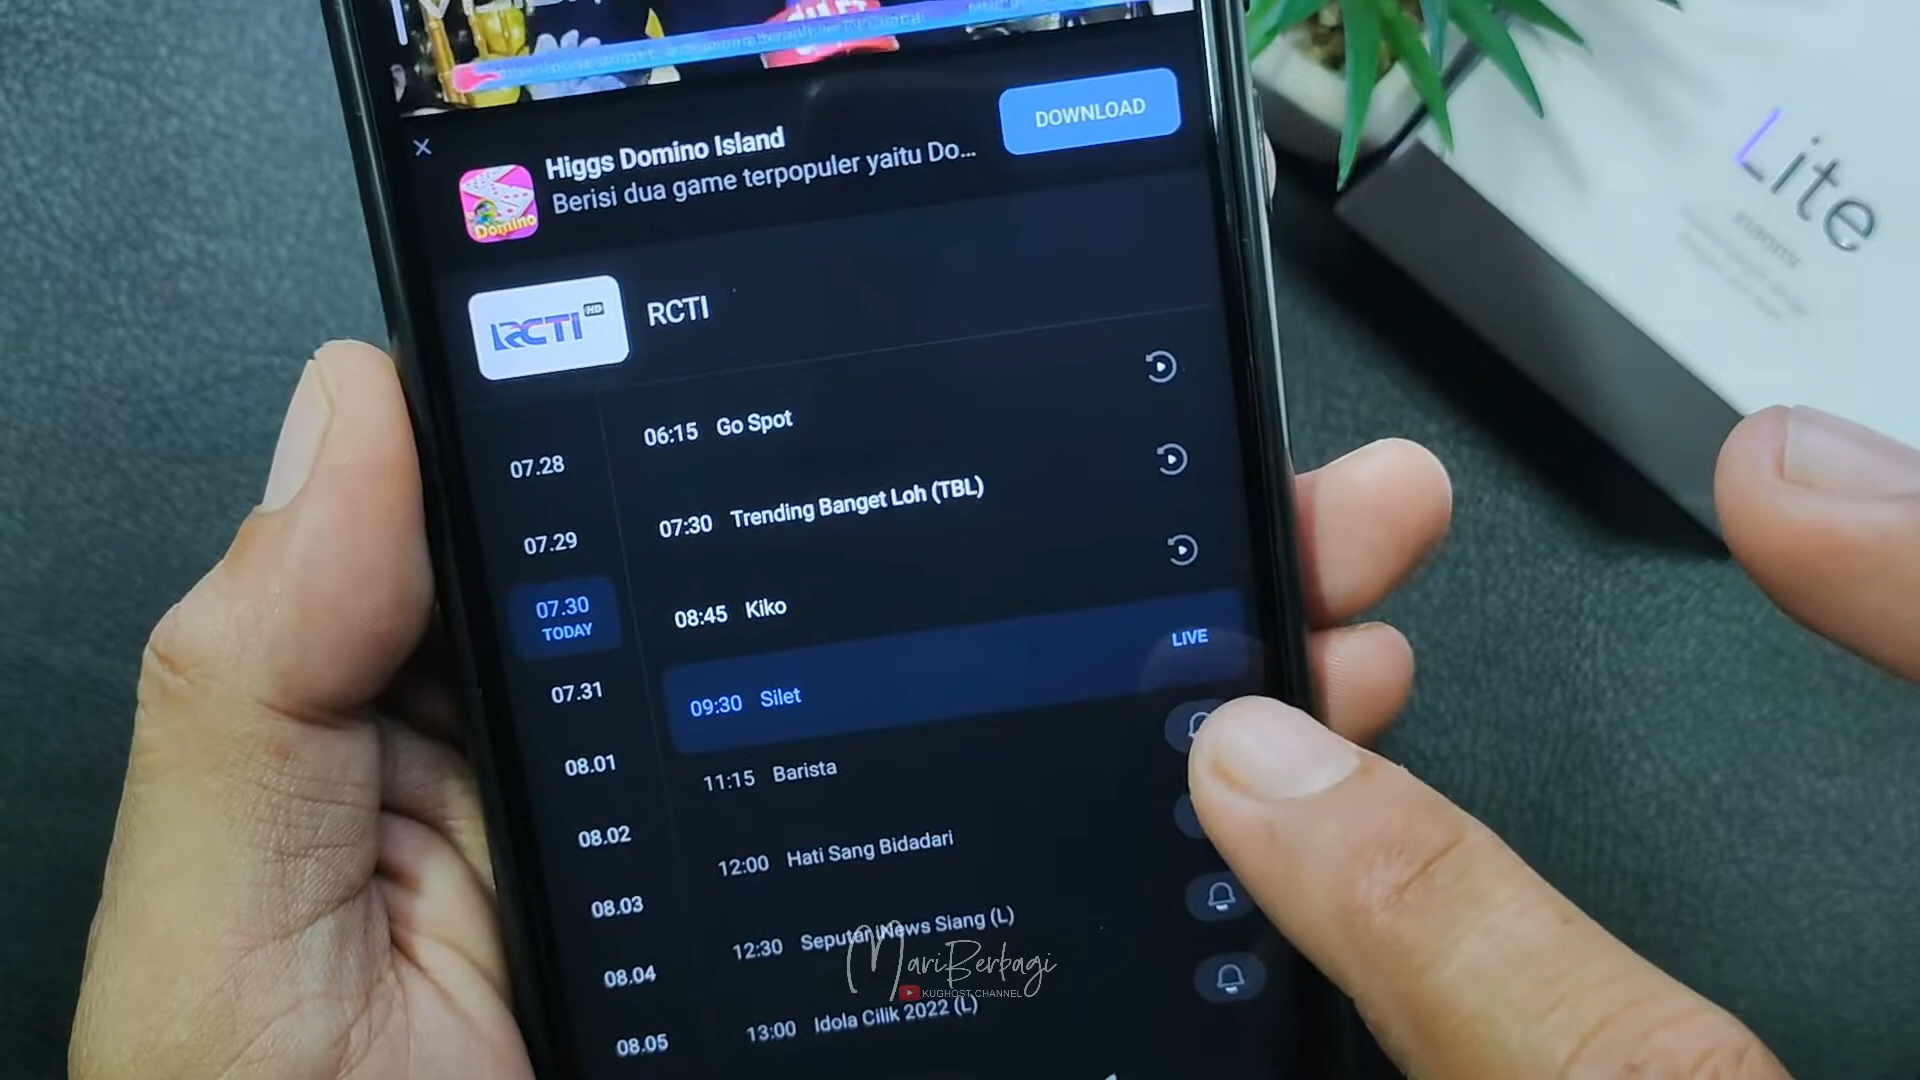 Higgs Domino Island
Berisi dua game terpopuler yaitu Do...
DOWNLOAD
Domino
RCTI HD
RCTI
07.28
07.29
07.30
TODAY
07.31
08.01
08.02
08.03
08.04
08.05
06:15 Go Spot
07:30 Trending Banget Loh (TBL)
08:45 Kiko
09:30 Silet
LIVE
11:15 Barista
12:00 Hati Sang Bidadari
12:30 Seputar iNews Siang (L)
13:00 Idola Cilik 2022 (L)
MariBerbagi
KUGHOST CHANNEL
Lite
xiaomi